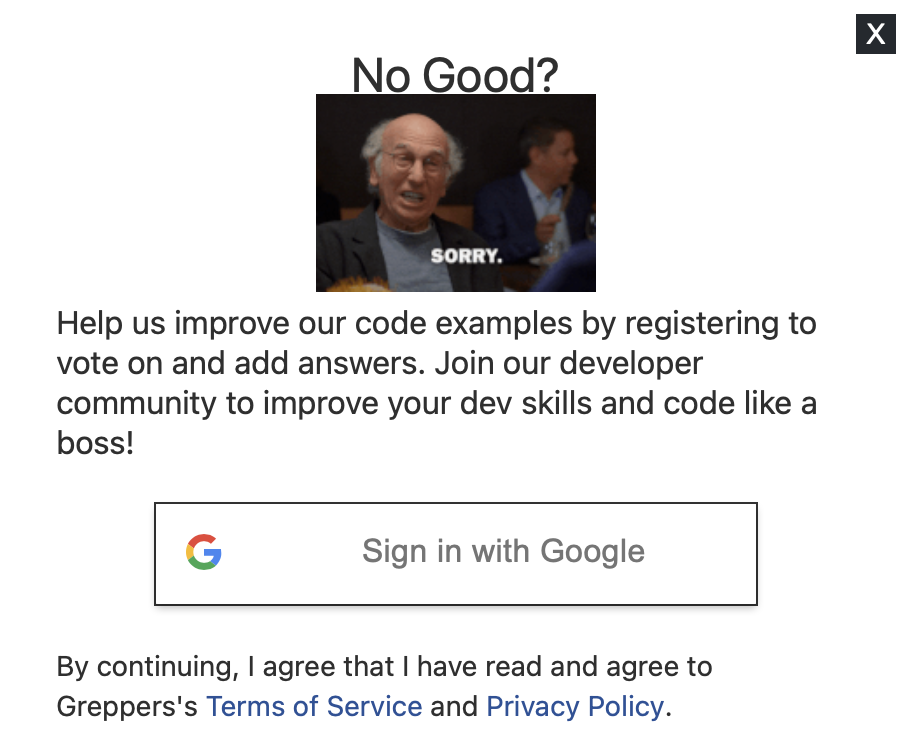 X
No Good?
SORRY.
Help us improve our code examples by registering to
vote on and add answers. Join our developer
community to improve your dev skills and code like a
boss!
Sign in with Google
By continuing, I agree that I have read and agree to
Greppers's Terms of Service and Privacy Policy.